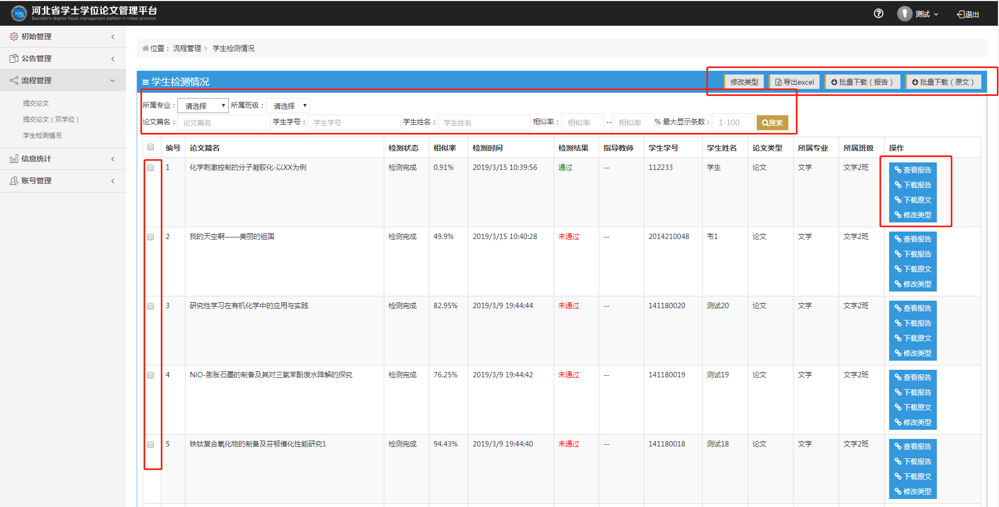 河北省学士学位论文管理平台
Bachelor's degree thesis management platform in Hebei province
测试
退出
初始管理
公告管理
流程管理
提交论文
提交论文（双学位）
学生检测情况
信息统计
账号管理
位置： 流程管理 > 学生检测情况
学生检测情况
修改类型 导出excel 批量下载（报告） 批量下载（原文）
所属专业： 请选择 所属班级： 请选择
论文篇名： 论文篇名 学生学号： 学生学号 学生姓名： 学生姓名 相似率： 相似率 -- 相似率 % 最大显示条数： 1-100 搜索
编号 论文篇名 检测状态 相似率 检测时间 检测结果 指导教师 学生学号 学生姓名 论文类型 所属专业 所属班级 操作
1 化学刺激控制的分子凝胶化-以XX为例 检测完成 0.91% 2019/3/15 10:39:56 通过 -- 112233 学生 论文 文学 文学2班
查看报告
下载报告
下载原文
修改类型
2 我的天空啊——美丽的祖国 检测完成 49.9% 2019/3/15 10:40:28 未通过 -- 2014210048 韦1 论文 文学 文学2班
查看报告
下载报告
下载原文
修改类型
3 研究性学习在有机化学中的应用与实践 检测完成 82.95% 2019/3/9 19:44:44 未通过 -- 141180020 测试20 论文 文学 文学2班
查看报告
下载报告
下载原文
修改类型
4 NiO-膨胀石墨的制备及其对三氯苯酚废水降解的探究 检测完成 76.25% 2019/3/9 19:44:42 未通过 -- 141180019 测试19 论文 文学 文学2班
查看报告
下载报告
下载原文
修改类型
5 铁钛复合氧化物的制备及芬顿催化性能研究1 检测完成 94.43% 2019/3/9 19:44:40 未通过 -- 141180018 测试18 论文 文学 文学2班
查看报告
下载报告
下载原文
修改类型